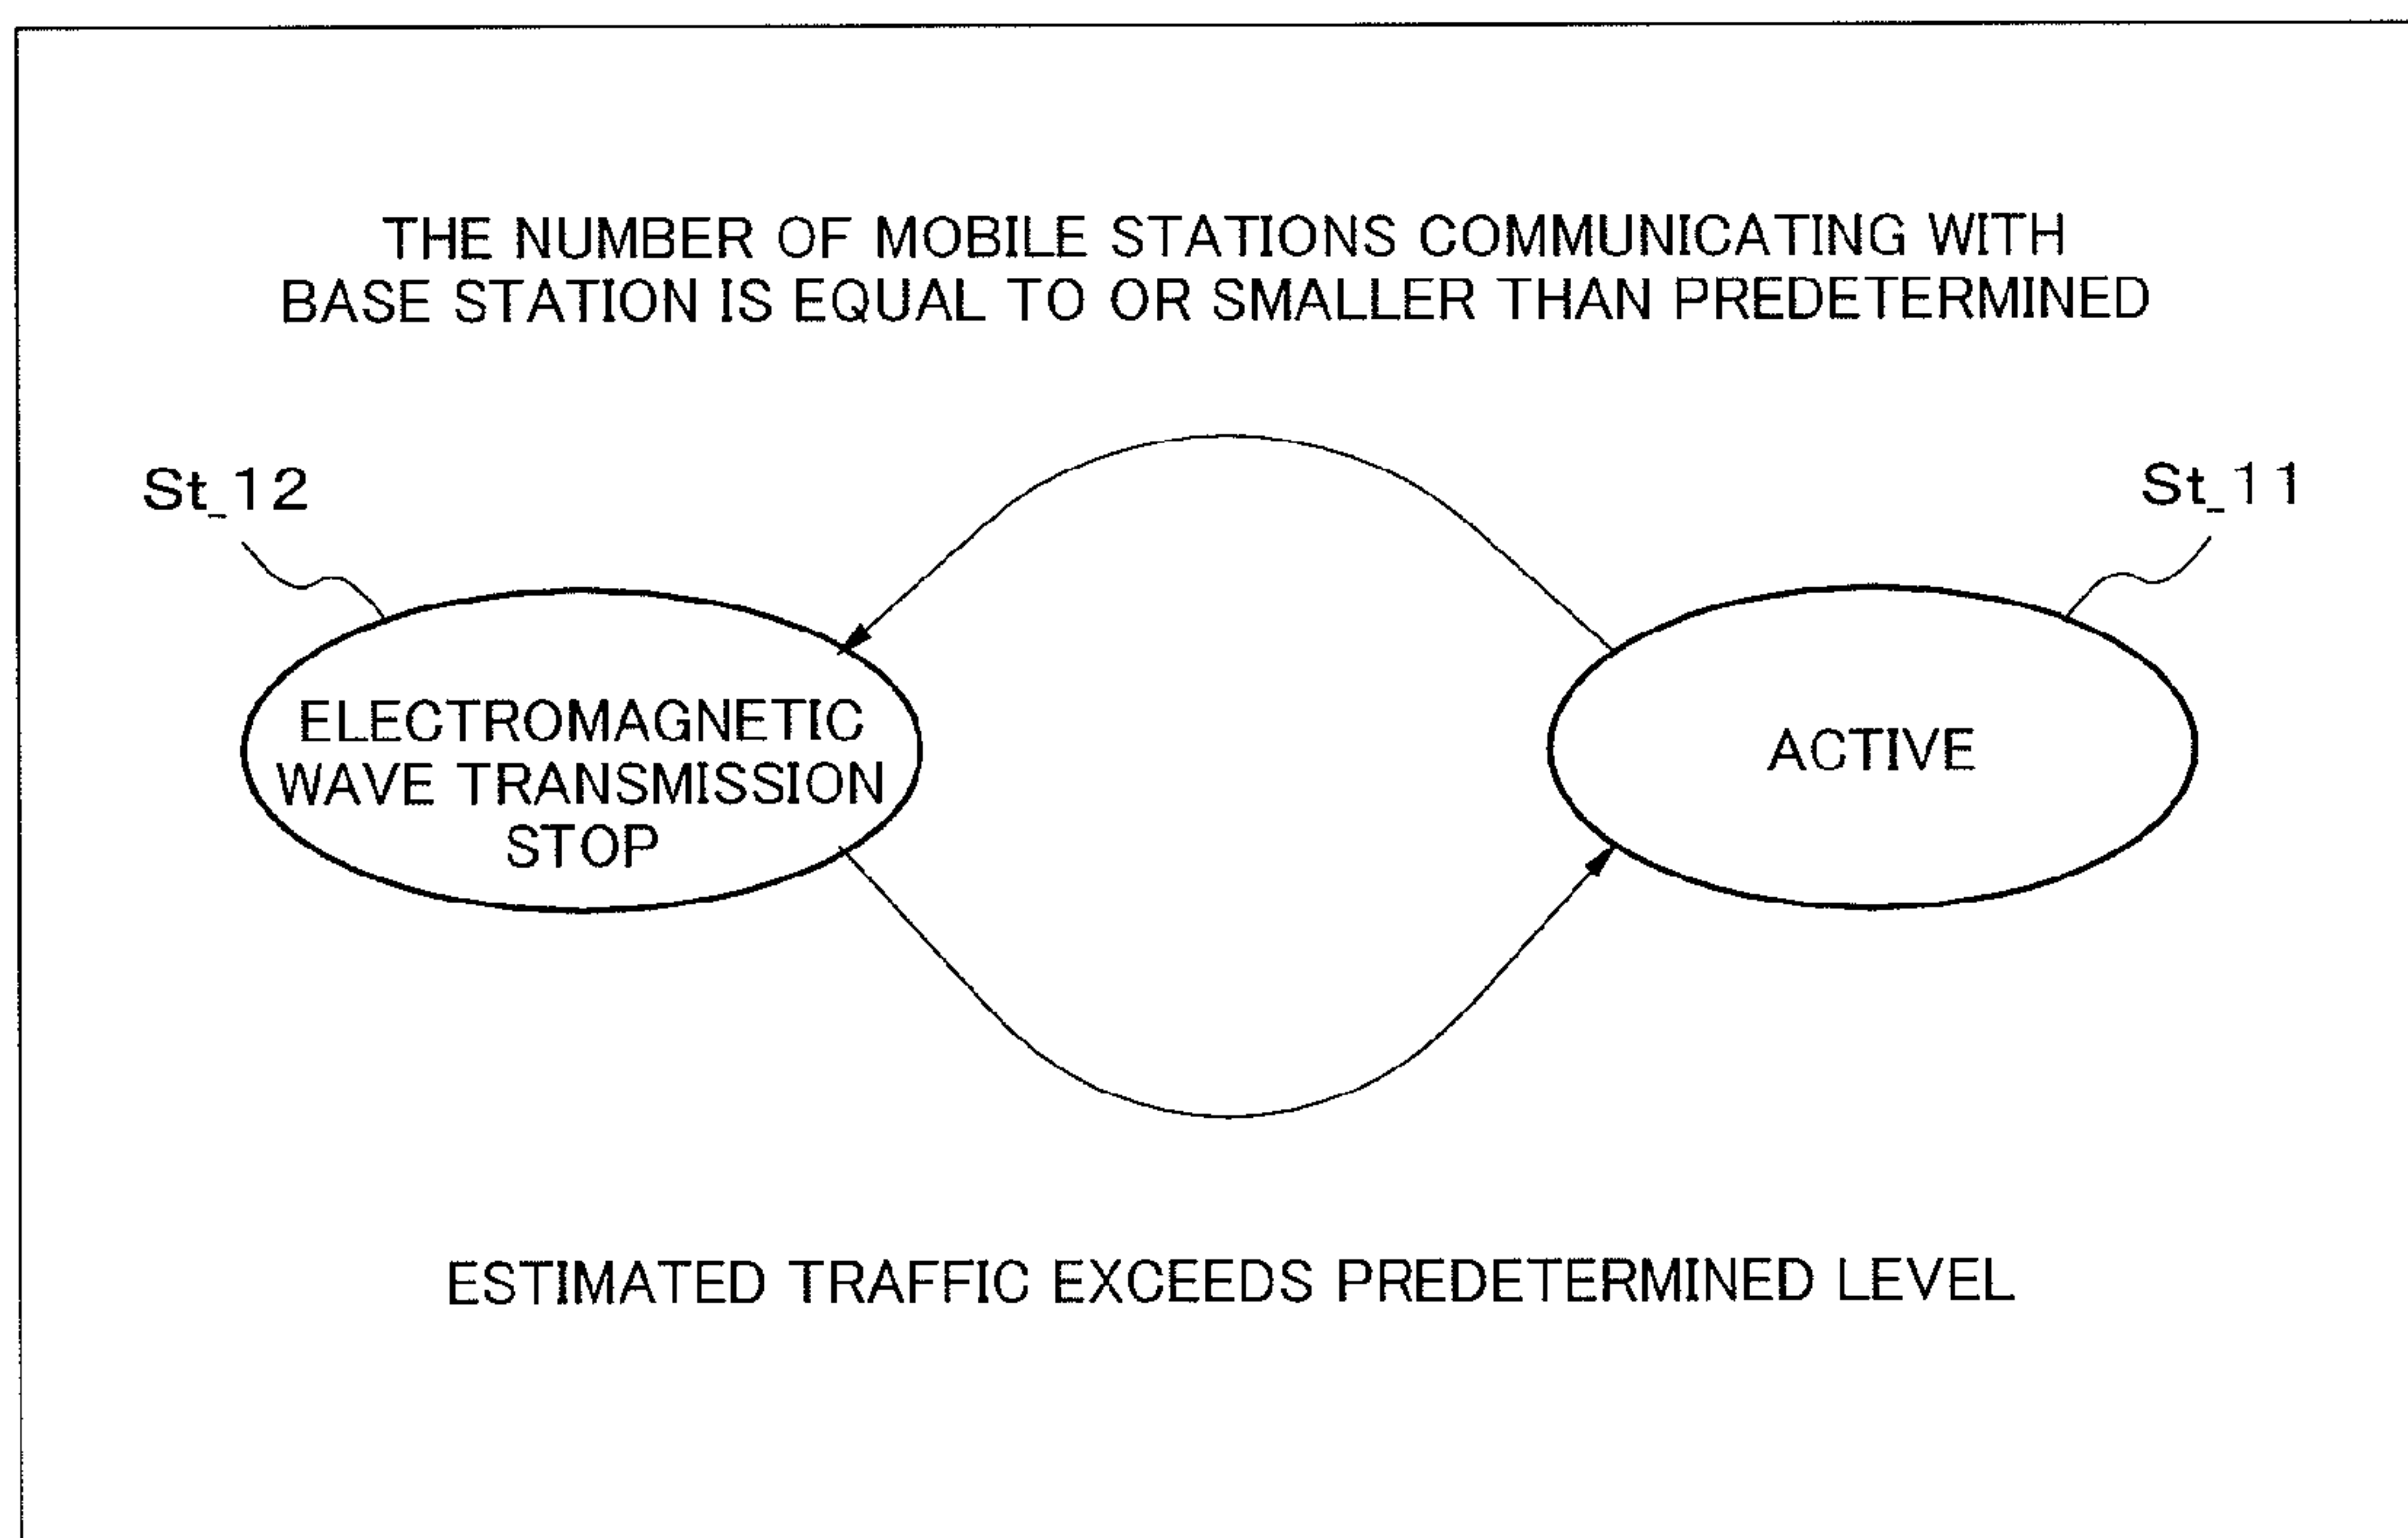 THE NUMBER OF MOBILE STATIONS COMMUNICATING WITH
BASE STATION IS EQUAL TO OR SMALLER THAN PREDETERMINED
St_12
St_11
ELECTROMAGNETIC
WAVE TRANSMISSION
STOP
ACTIVE
ESTIMATED TRAFFIC EXCEEDS PREDETERMINED LEVEL